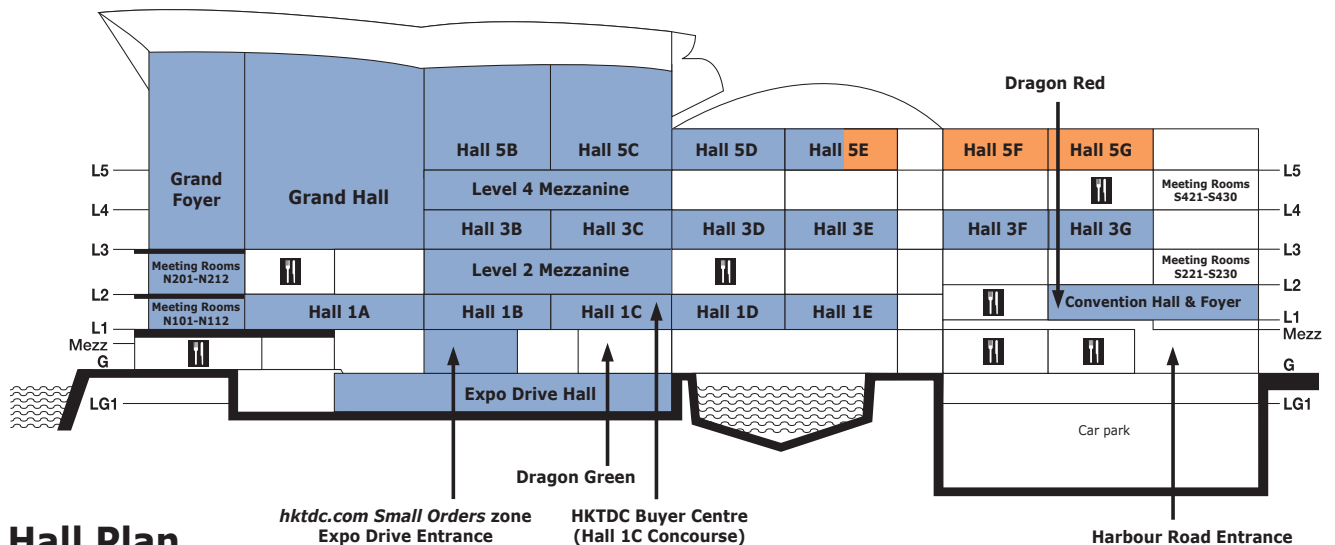 Dragon Red
Hall 5B
Hall 5C
Hall 5D
Hall 5E
Hall 5F
Hall 5G
L5
L5
Grand
Foyer
Grand Hall
Level 4 Mezzanine
Meeting Rooms
S421-S430
L4
L4
Hall 3B
Hall 3C
Hall 3D
Hall 3E
Hall 3F
Hall 3G
L3
L3
Meeting Rooms
N201-N212
Level 2 Mezzanine
Meeting Rooms
S221-S230
L2
L2
Meeting Rooms
N101-N112
Hall 1A
Hall 1B
Hall 1C
Hall 1D
Hall 1E
Convention Hall & Foyer
L1
L1
Mezz
Mezz
G
G
Expo Drive Hall
LG1
LG1
Car park
Dragon Green
hktdc.com Small Orders zone
Expo Drive Entrance
HKTDC Buyer Centre
(Hall 1C Concourse)
Harbour Road Entrance
Hall Plan